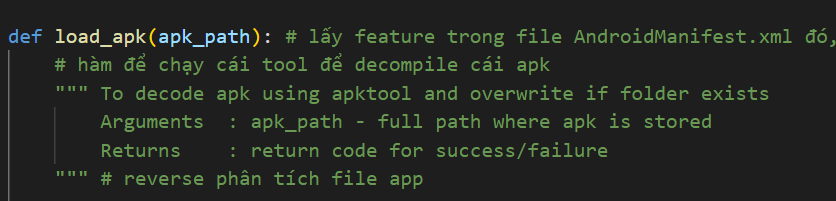 def load_apk(apk_path): # lấy feature trong file AndroidManifest.xml đó,
# hàm để chạy cái tool để decompile cái apk
""" To decode apk using apktool and overwrite if folder exists
Arguments  : apk_path - full path where apk is stored
Returns    : return code for success/failure
""" # reverse phân tích file app